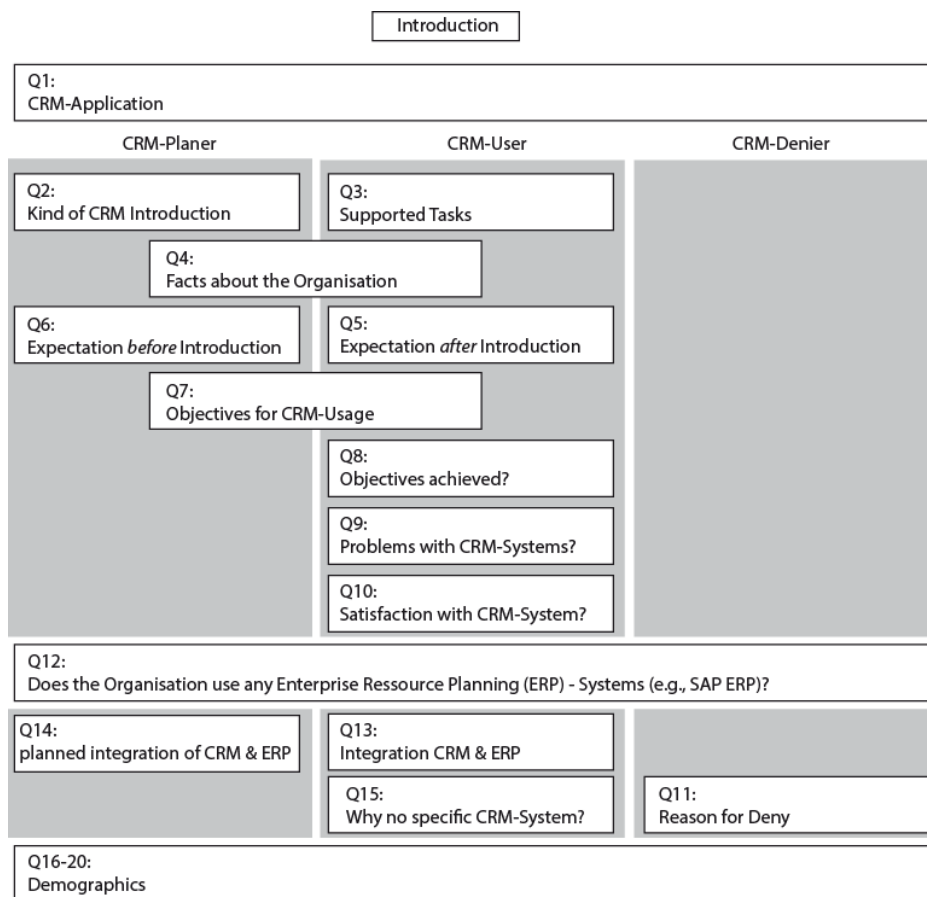 Introduction
Q1:
CRM-Application
CRM-Planer
CRM-User
CRM-Denier
Q2:
Kind of CRM Introduction
Q3:
Supported Tasks
Q4:
Facts about the Organisation
Q6:
Expectation before Introduction
Q5:
Expectation after Introduction
Q7:
Objectives for CRM-Usage
Q8:
Objectives achieved?
Q9:
Problems with CRM-Systems?
Q10:
Satisfaction with CRM-System?
Q12:
Does the Organisation use any Enterprise Ressource Planning (ERP) - Systems (e.g., SAP ERP)?
Q14:
planned integration of CRM & ERP
Q13:
Integration CRM & ERP
Q15:
Why no specific CRM-System?
Q11:
Reason for Deny
Q16-20:
Demographics